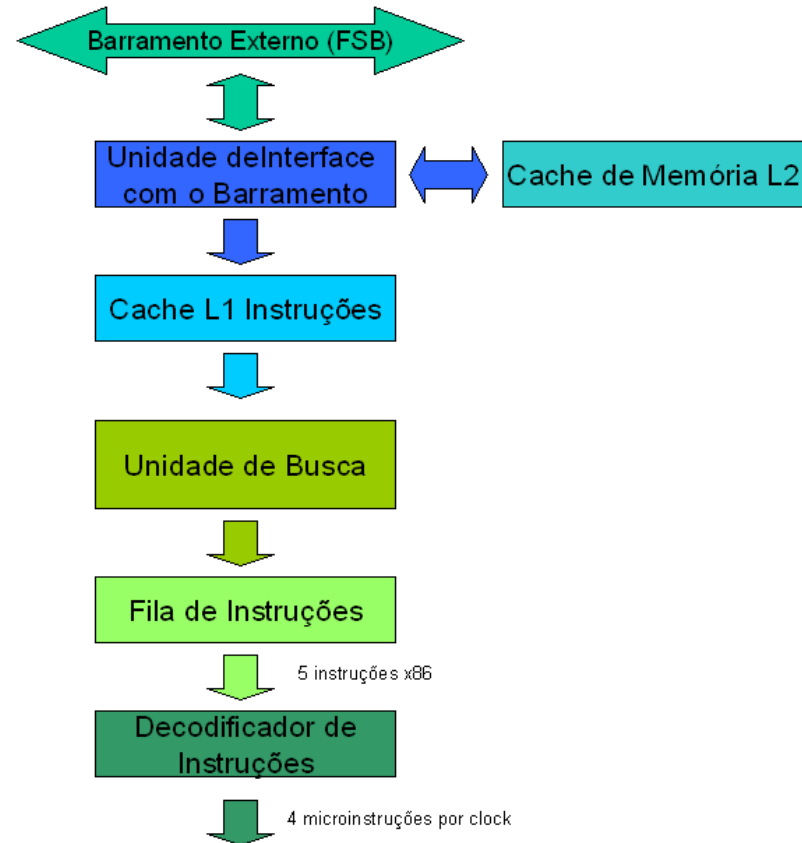 Barramento Externo (FSB)
Unidade deInterface
com o Barramento
Cache de Memória L2
Cache L1 Instruções
Unidade de Busca
Fila de Instruções
5 instruções x86
Decodificador de
Instruções
4 microinstruções por clock